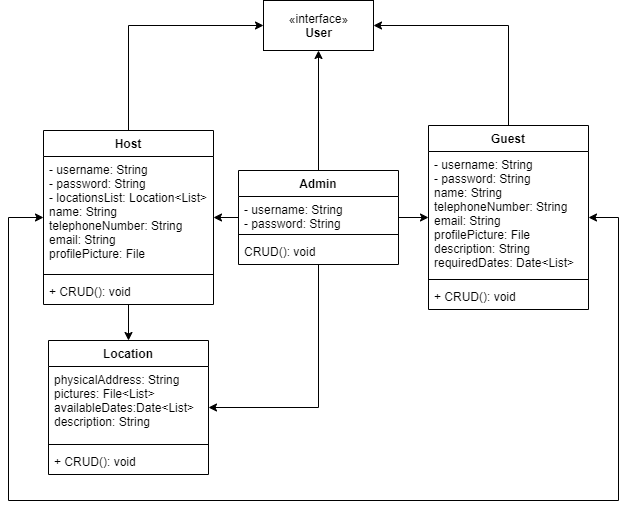 «interface»
User
Host
- username: String
- password: String
- locationsList: Location<List>
name: String
telephoneNumber: String
email: String
profilePicture: File
+ CRUD(): void
Admin
- username: String
- password: String
CRUD(): void
Guest
- username: String
- password: String
name: String
telephoneNumber: String
email: String
profilePicture: File
description: String
requiredDates: Date<List>
+ CRUD(): void
Location
physicalAddress: String
pictures: File<List>
availableDates:Date<List>
description: String
+ CRUD(): void